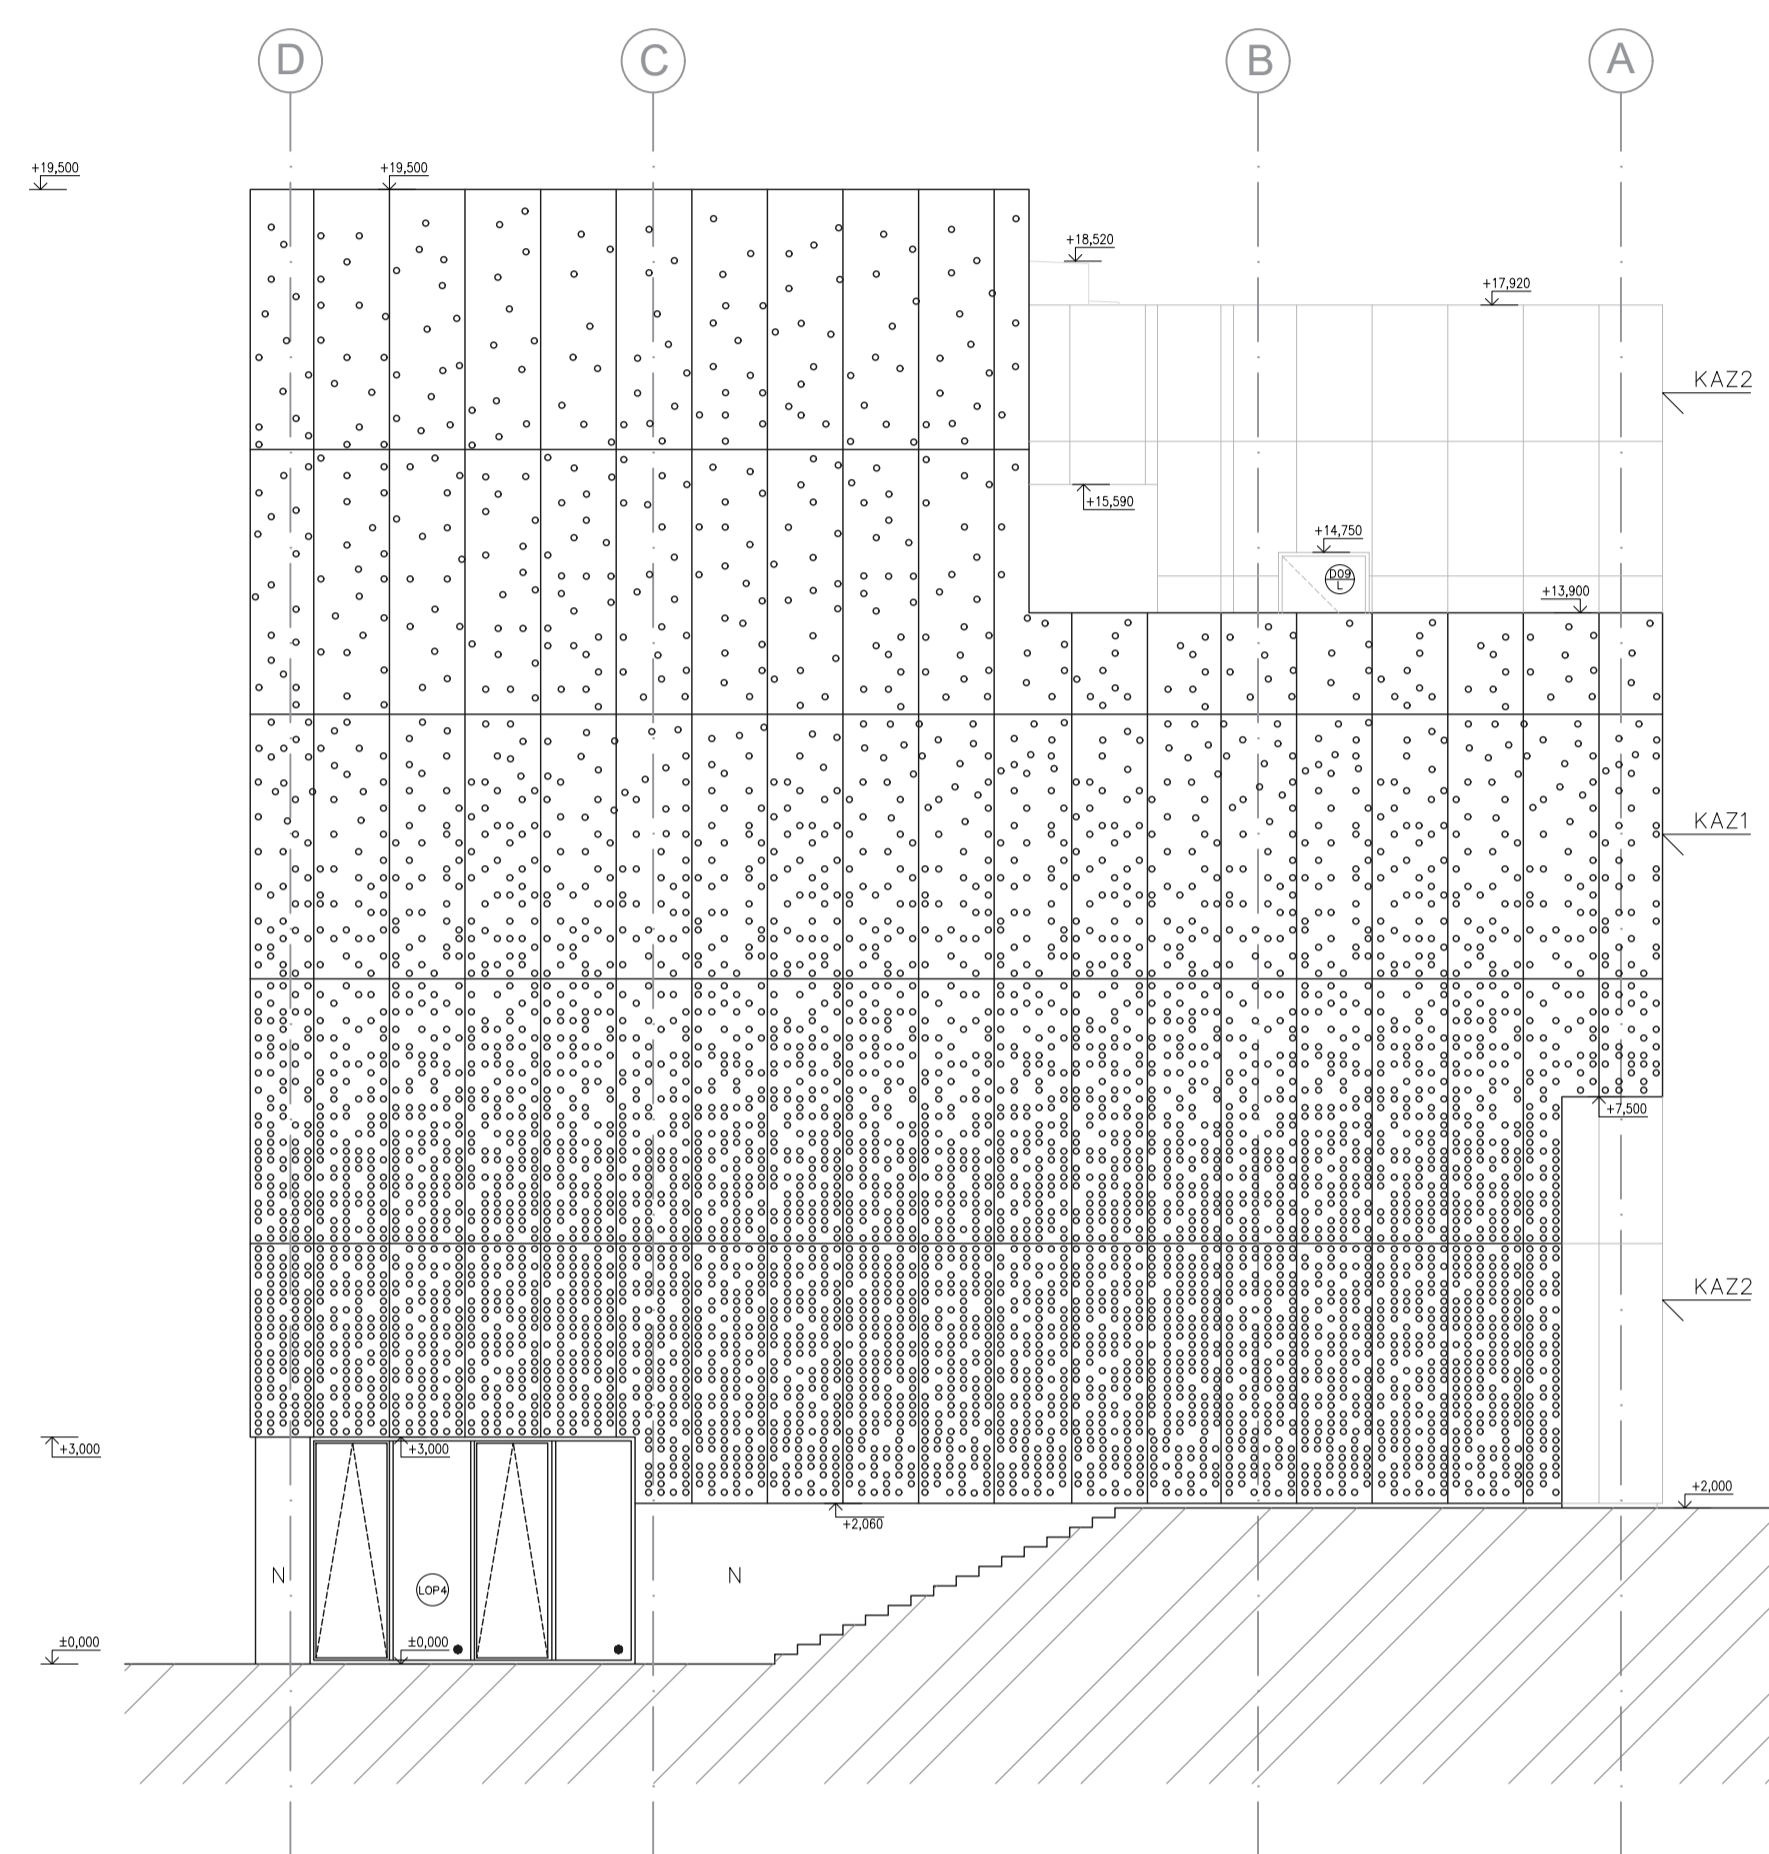 D
C
B
A
+19,500
+19,500
+18,520
+17,920
KAZ2
+15,590
+14,750
D09
L
+13,900
KAZ1
+7,500
KAZ2
+3,000
+3,000
+2,000
+2,060
N
LOP4
N
±0,000
±0,000